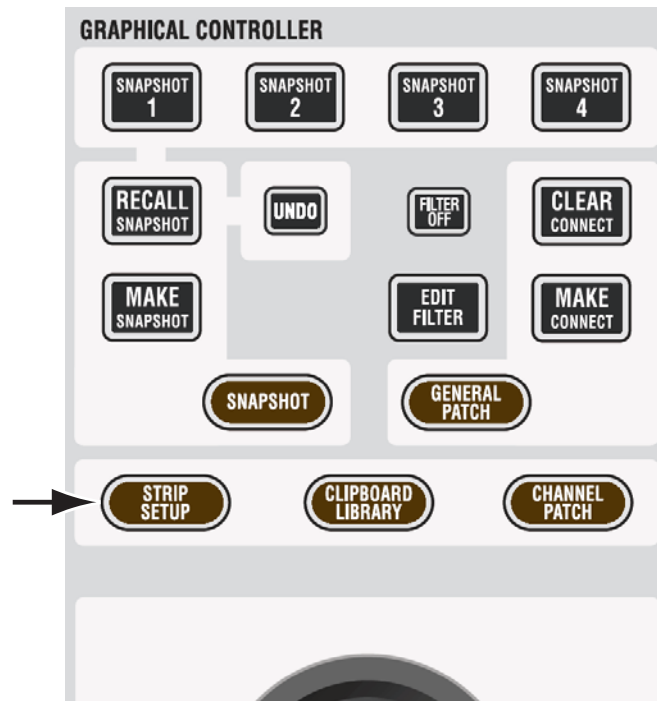 GRAPHICAL CONTROLLER
SNAPSHOT
1
SNAPSHOT
2
SNAPSHOT
3
SNAPSHOT
4
RECALL
SNAPSHOT
UNDO
FILTER
OFF
CLEAR
CONNECT
MAKE
SNAPSHOT
EDIT
FILTER
MAKE
CONNECT
SNAPSHOT
GENERAL
PATCH
STRIP
SETUP
CLIPBOARD
LIBRARY
CHANNEL
PATCH